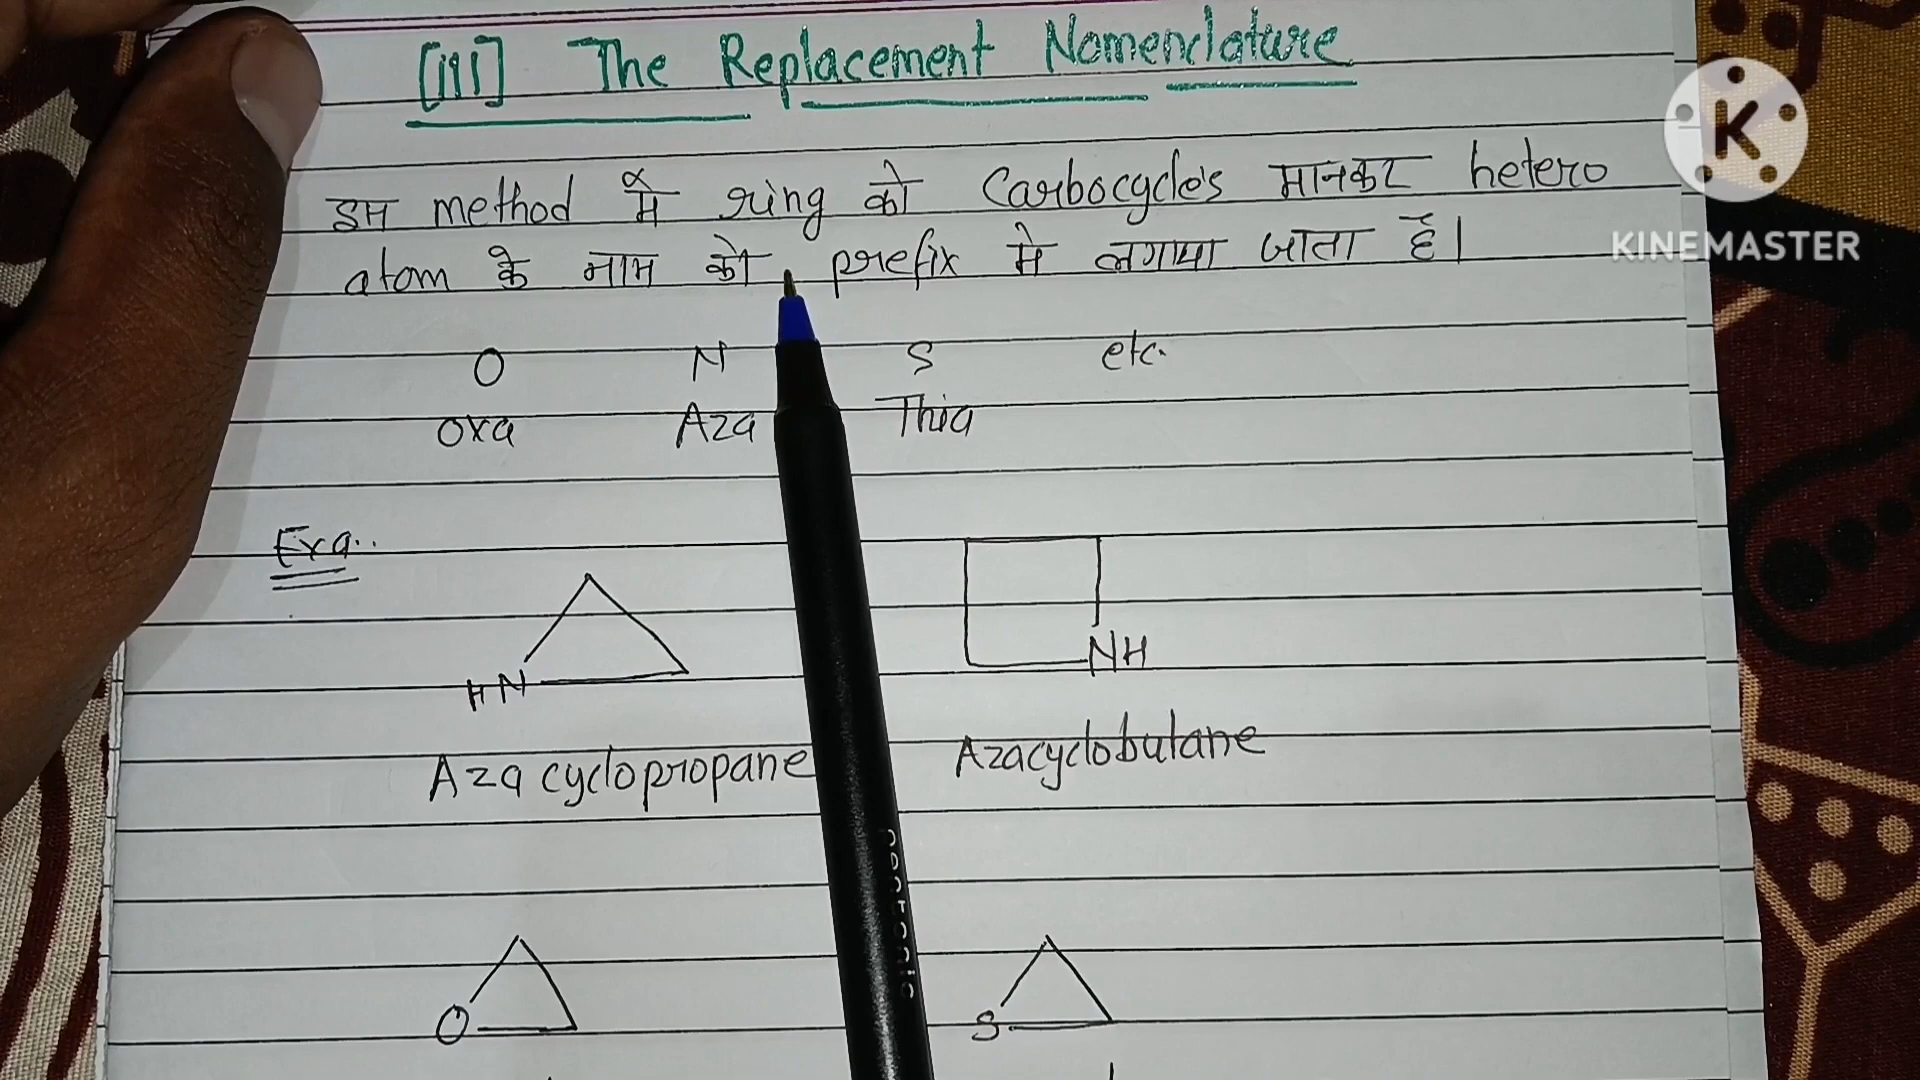 [III] The Replacement Nomenclature
इस method में ring को Carbocycle's मानकर hetero
atom के नाम को prefix मे लगाया जाता है।
O N S etc.
Oxa Aza Thia
Exa..
HN NH
Aza cyclopropane Azacyclobutane
O S
K
KINEMASTER